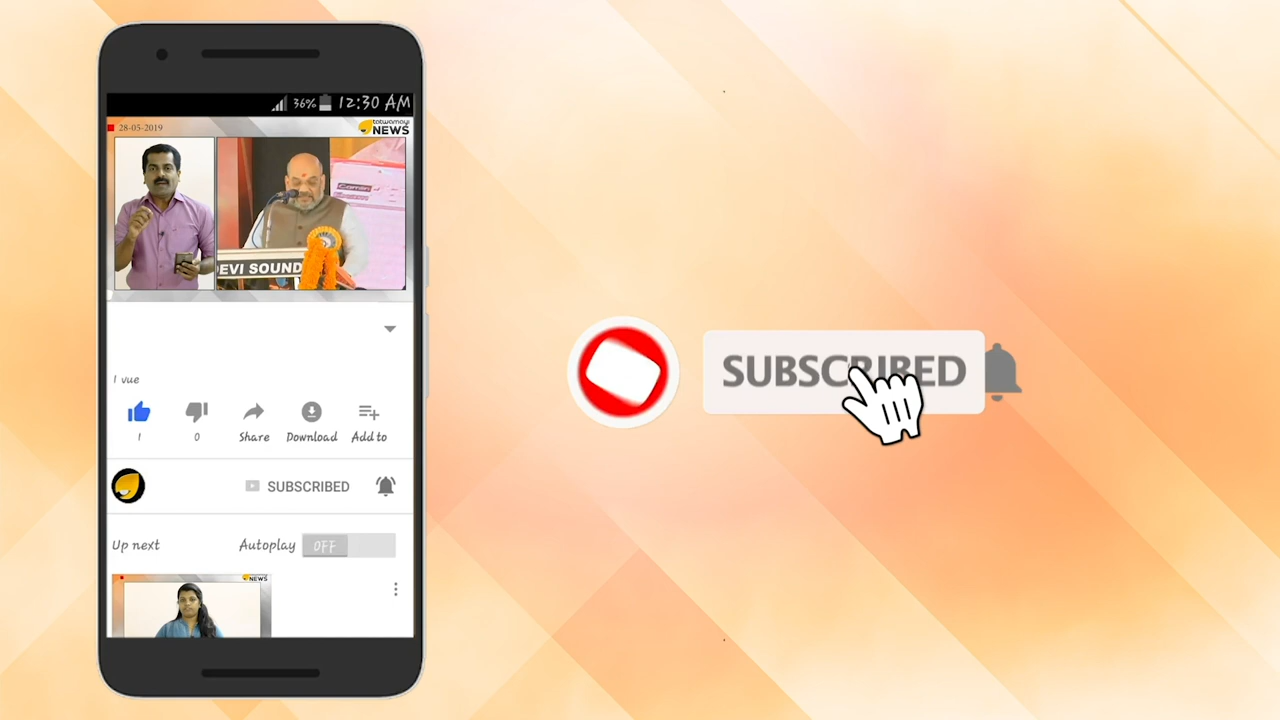 36% 12:30 AM
28-05-2019
tatwamayi
NEWS
DEVI SOUND
1 vue
1
0
Share
Download
Add to
SUBSCRIBED
Up next
Autoplay
OFF
NEWS
SUBSCRIBED